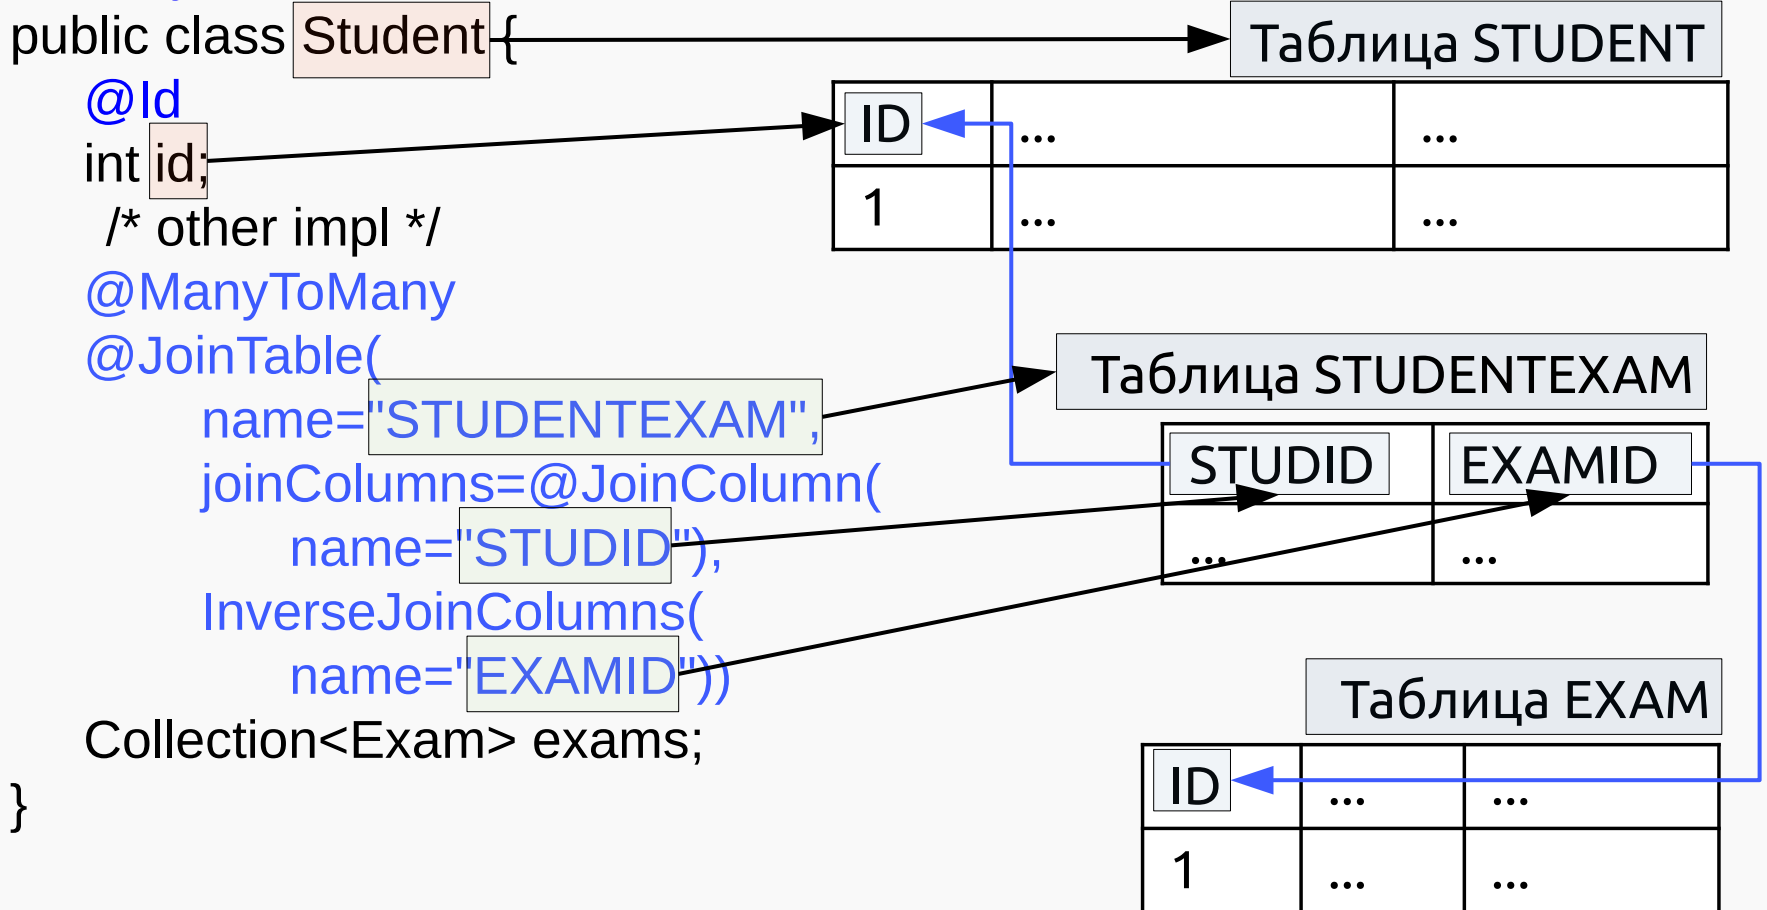 public class Student {
@Id
int id;
/* other impl */
@ManyToMany
@JoinTable(
name="STUDENTEXAM",
joinColumns=@JoinColumn(
name="STUDID"),
InverseJoinColumns(
name="EXAMID"))
Collection<Exam> exams;
}
Таблица STUDENT
ID ... ...
1 ... ...
Таблица STUDENTEXAM
STUDID EXAMID
... ...
Таблица EXAM
ID ... ...
1 ... ...